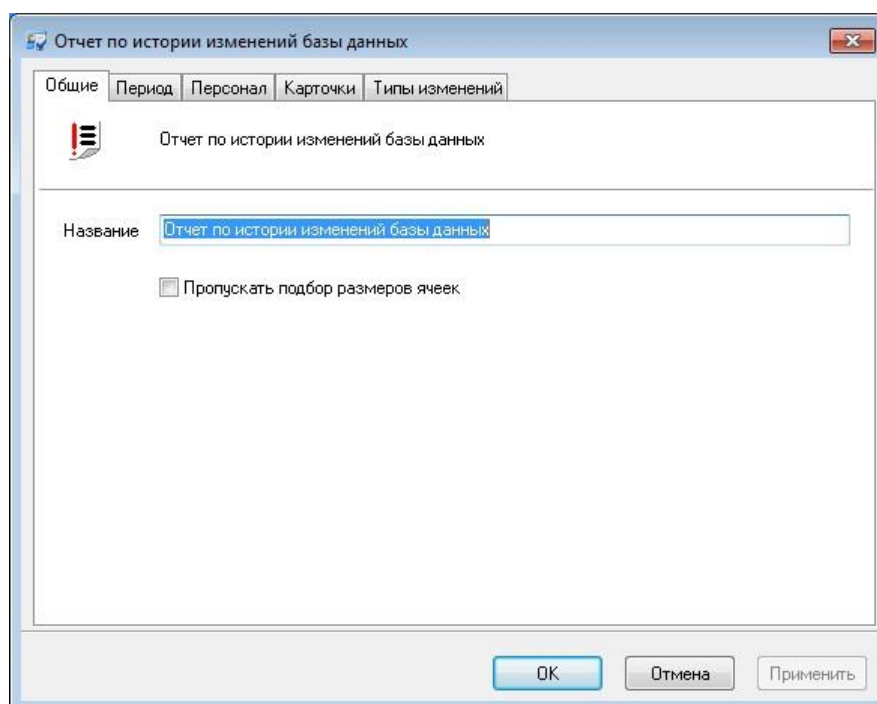 Отчет по истории изменений базы данных
Общие Период Персонал Карточки Типы изменений
Отчет по истории изменений базы данных
Название Отчет по истории изменений базы данных
Пропускать подбор размеров ячеек
OK Отмена Применить